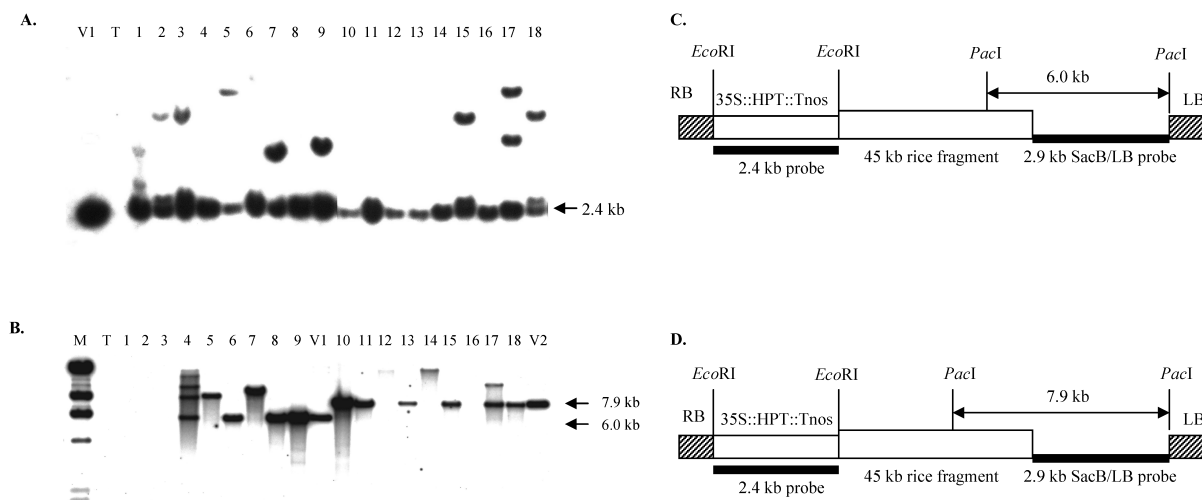 A.
V1 T 1 2 3 4 5 6 7 8 9 10 11 12 13 14 15 16 17 18
2.4 kb
B.
M T 1 2 3 4 5 6 7 8 9 V1 10 11 12 13 14 15 16 17 18 V2
7.9 kb
6.0 kb
C.
EcoRI EcoRI PacI PacI
6.0 kb
RB 35S::HPT::Tnos LB
2.4 kb probe 45 kb rice fragment 2.9 kb SacB/LB probe
D.
EcoRI EcoRI PacI PacI
7.9 kb
RB 35S::HPT::Tnos LB
2.4 kb probe 45 kb rice fragment 2.9 kb SacB/LB probe